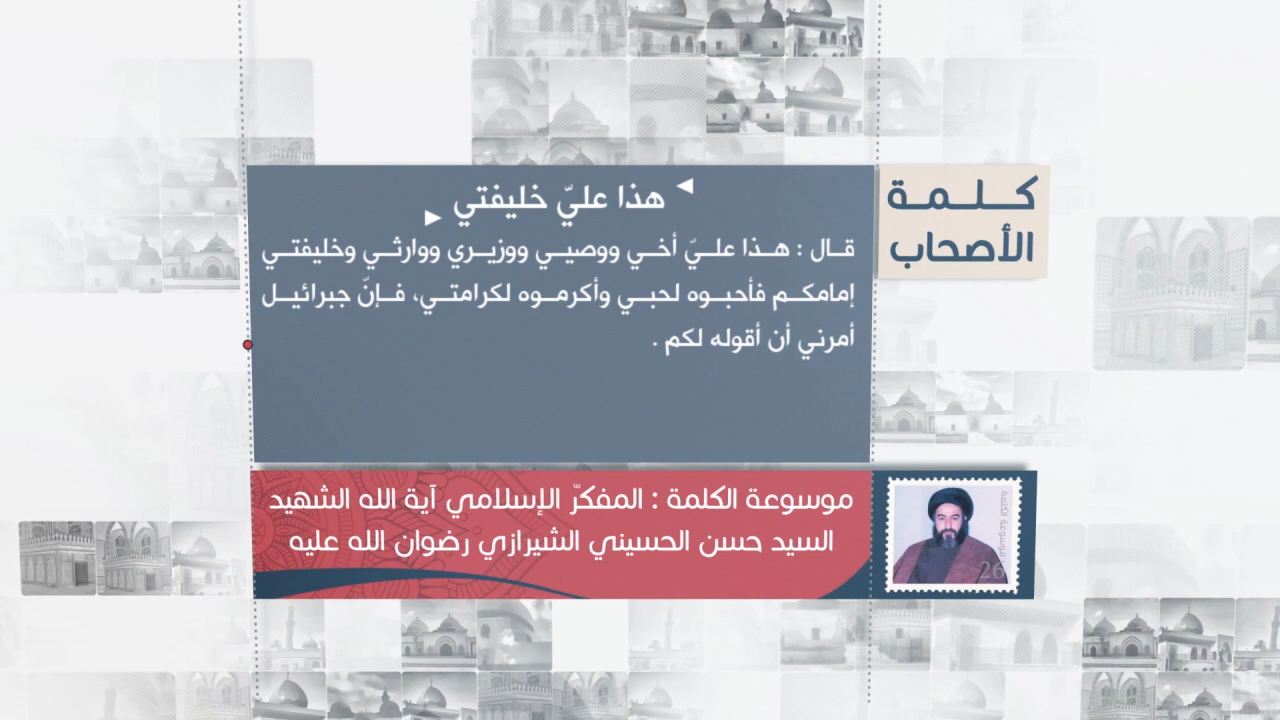 كلمة
الأصحاب
هذا عليّ خليفتي
قال : هذا عليّ أخي ووصيي ووزيري ووارثي وخليفتي
إمامكم فأحبوه لحبي وأكرموه لكرامتي، فإنّ جبرائيل
أمرني أن أقوله لكم .
موسوعة الكلمة : المفكرّ الإسلامي آية الله الشهيد
السيد حسن الحسيني الشيرازي رضوان الله عليه
موسوعة الكلمة
26